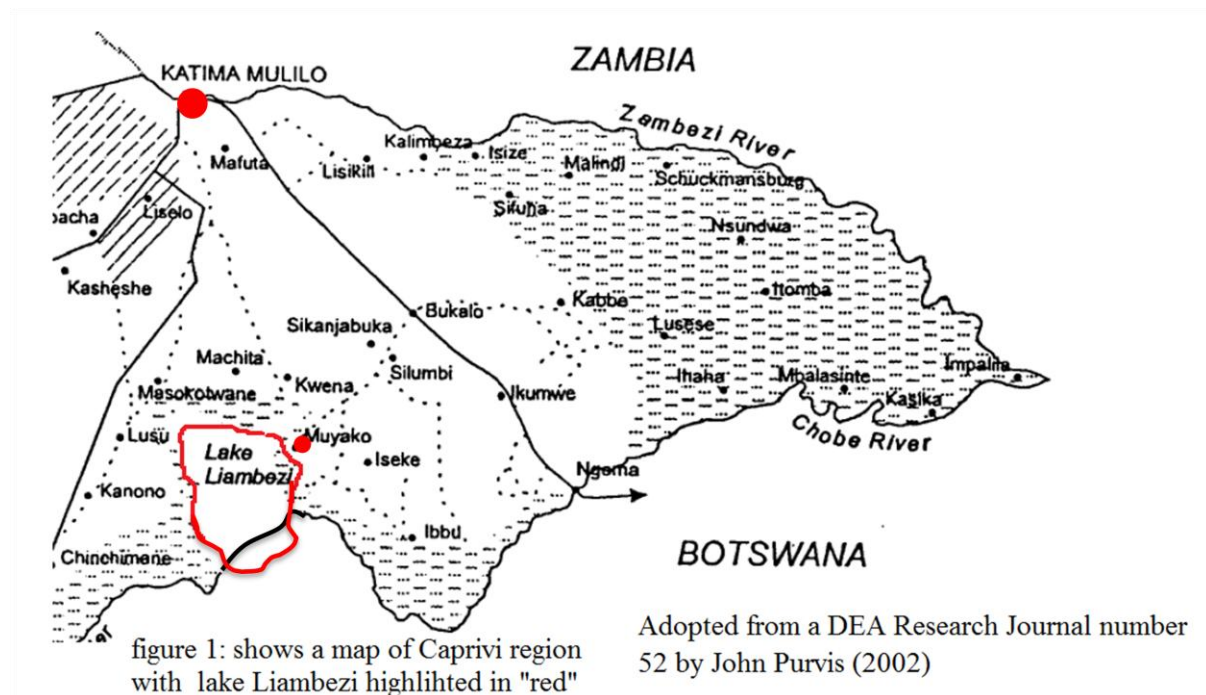 ZAMBIA
KATIMA MULILO
Zambezi River
Kalimbeza
Isize
Mafuta
Lisikili
Malindi
Schuckmansburg
Liselo
Sifuha
Nsundwa
Kasheshe
Itomba
Kabbe
Bukalo
Sikanjabuka
Lusese
Machita
Silumbi
Impalila
Kwena
Ihaha
Mbalasinte
Masokotwane
Ikumwe
Kasika
Chobe River
Lusu
Muyako
Lake
Liambezi
Iseke
Ngoma
Kanono
Ibbu
Chinchimane
BOTSWANA
Adopted from a DEA Research Journal number
52 by John Purvis (2002)
figure 1: shows a map of Caprivi region
with lake Liambezi highlihted in "red"